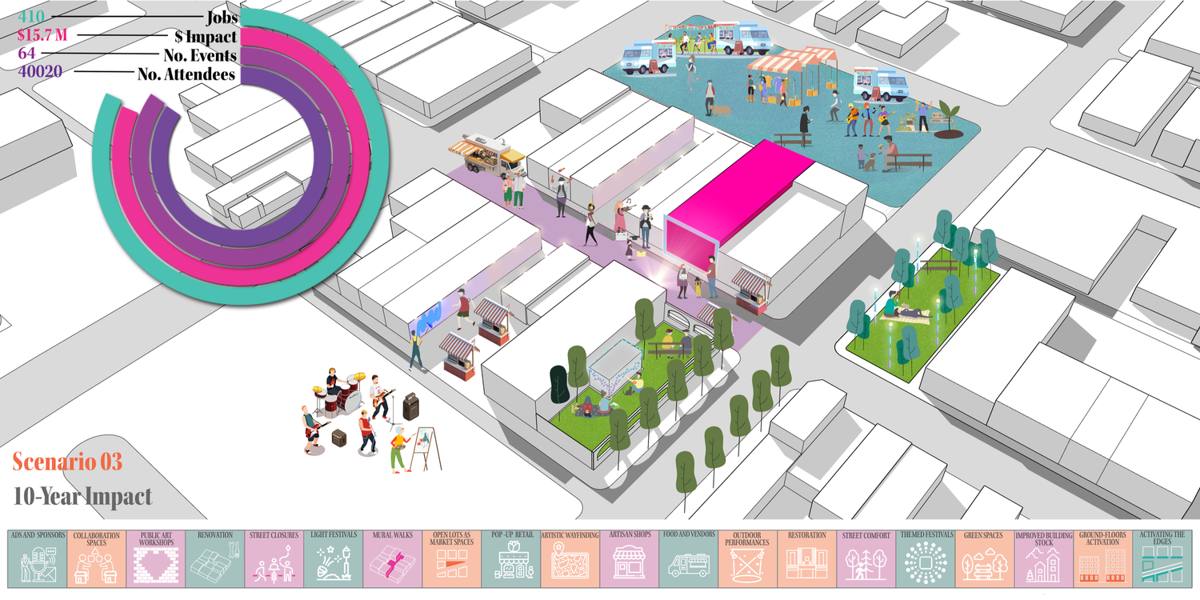 410 Jobs
$15.7 M $ Impact
64 No. Events
40020 No. Attendees
Scenario 03
10-Year Impact
ADS AND SPONSORS
COLLABORATION
SPACES
PUBLIC ART
WORKSHOPS
RENOVATION
STREET CLOSURES
LIGHT FESTIVALS
MURAL WALKS
OPEN LOTS AS
MARKET SPACES
POP-UP RETAIL
ARTISTIC WAYFINDING
ARTISAN SHOPS
FOOD AND VENDORS
OUTDOOR
PERFORMANCES
RESTORATION
STREET COMFORT
THEMED FESTIVALS
GREEN SPACES
IMPROVED BUILDING
STOCK
GROUND-FLOORS
ACTIVATION
ACTIVATING THE
EDGES